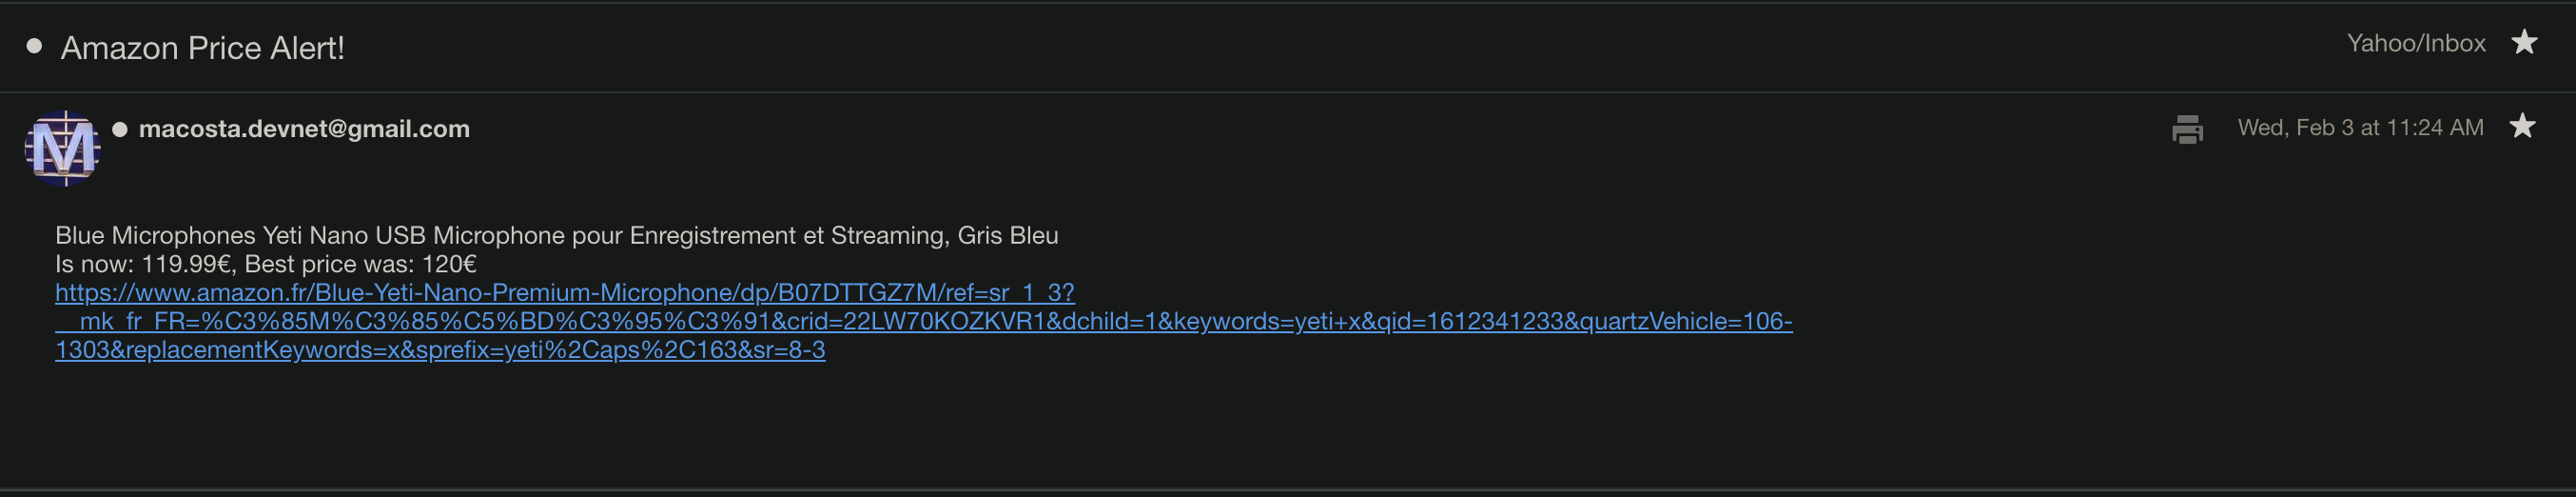 Amazon Price Alert!
Yahoo/Inbox
M
macosta.devnet@gmail.com
Wed, Feb 3 at 11:24 AM
Blue Microphones Yeti Nano USB Microphone pour Enregistrement et Streaming, Gris Bleu
Is now: 119.99€, Best price was: 120€
https://www.amazon.fr/Blue-Yeti-Nano-Premium-Microphone/dp/B07DTTGZ7M/ref=sr_1_3?
__mk_fr_FR=%C3%85M%C3%85%C5%BD%C3%95%C3%91&crid=22LW70KOZKVR1&dchild=1&keywords=yeti+x&qid=1612341233&quartzVehicle=106-
1303&replacementKeywords=x&sprefix=yeti%2Caps%2C163&sr=8-3